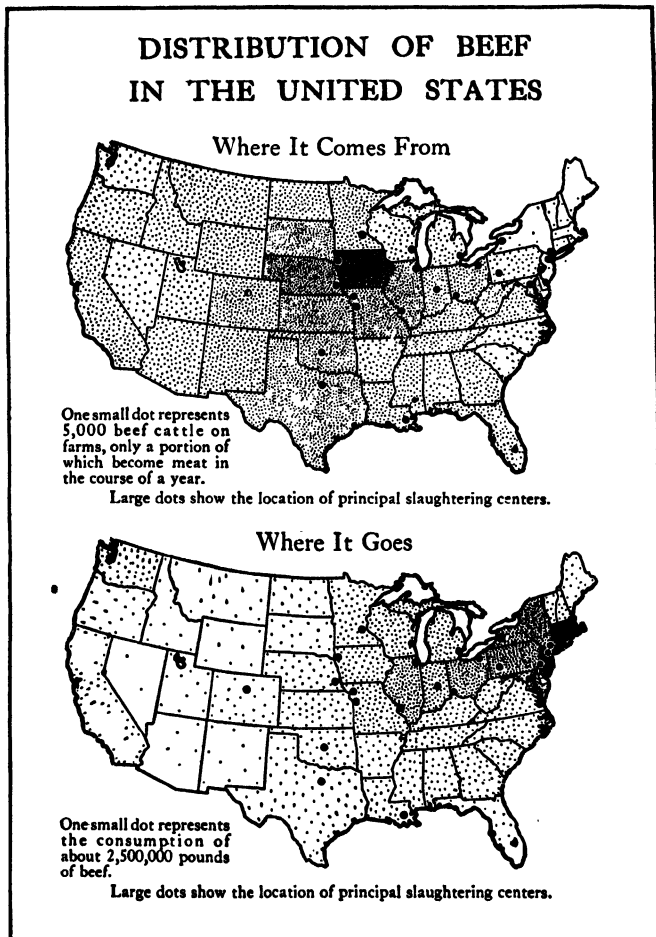 DISTRIBUTION OF BEEF
IN THE UNITED STATES
Where It Comes From
One small dot represents
5,000 beef cattle on
farms, only a portion of
which become meat in
the course of a year.
Large dots show the location of principal slaughtering centers.
Where It Goes
One small dot represents
the consumption of
about 2,500,000 pounds
of beef.
Large dots show the location of principal slaughtering centers.